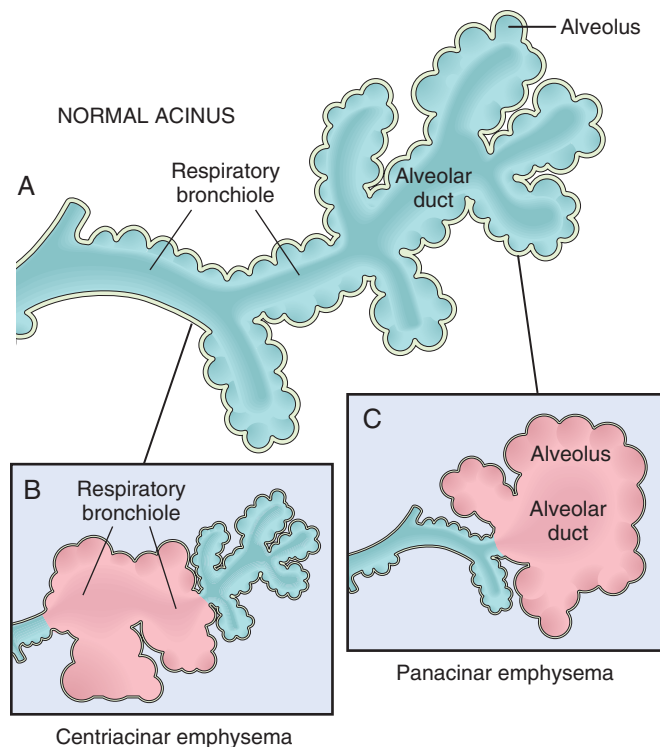 Alveolus
NORMAL ACINUS
A
Respiratory
bronchiole
Alveolar
duct
B
Respiratory
bronchiole
Centriacinar emphysema
C
Alveolus
Alveolar
duct
Panacinar emphysema